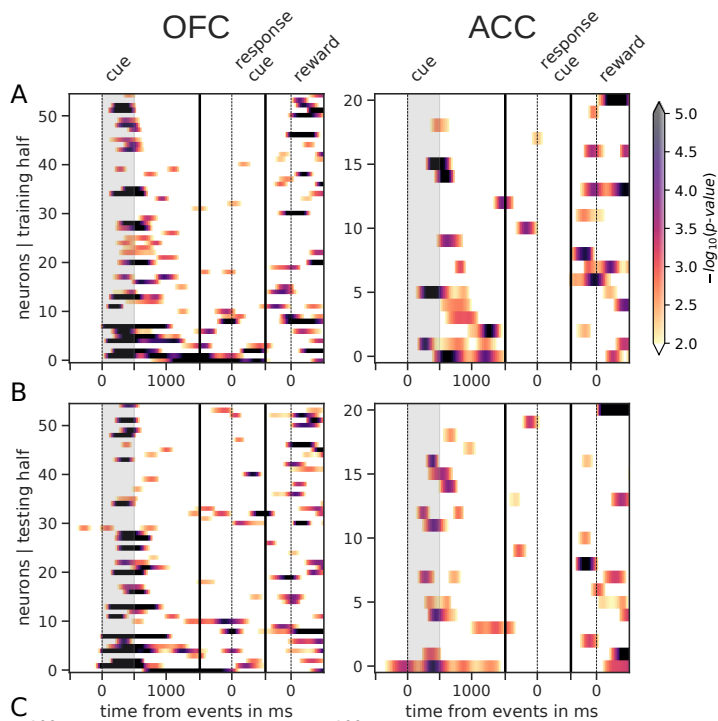 OFC
ACC
cue
response
cue
reward
cue
response
cue
reward
A
neurons | training half
50
40
30
20
10
0
0
1000
0
0
20
15
10
5
0
0
1000
0
0
5.0
4.5
4.0
3.5
3.0
2.5
2.0
−log10(p-value)
B
neurons | testing half
50
40
30
20
10
0
0
1000
0
0
time from events in ms
20
15
10
5
0
0
1000
0
0
time from events in ms
C